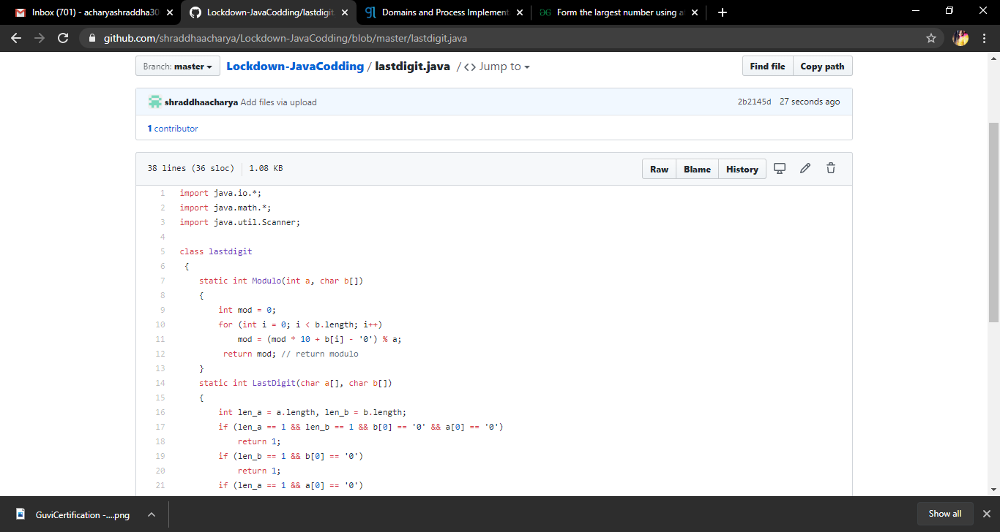 Inbox (701) - acharyashraddha30
Lockdown-JavaCodding/lastdigit.
Domains and Process Implement
Form the largest number using a
github.com/shraddhaacharya/Lockdown-JavaCodding/blob/master/lastdigit.java
Branch: master
Lockdown-JavaCodding / lastdigit.java / <> Jump to
Find file
Copy path
shraddhaacharya Add files via upload
2b2145d 27 seconds ago
1 contributor
38 lines (36 sloc) | 1.08 KB
Raw
Blame
History
1 import java.io.*;
2 import java.math.*;
3 import java.util.Scanner;
4
5 class lastdigit
6 {
7 static int Modulo(int a, char b[])
8 {
9 int mod = 0;
10 for (int i = 0; i < b.length; i++)
11 mod = (mod * 10 + b[i] - '0') % a;
12 return mod; // return modulo
13 }
14 static int LastDigit(char a[], char b[])
15 {
16 int len_a = a.length, len_b = b.length;
17 if (len_a == 1 && len_b == 1 && b[0] == '0' && a[0] == '0')
18 return 1;
19 if (len_b == 1 && b[0] == '0')
20 return 1;
21 if (len_a == 1 && a[0] == '0')
GuviCertification -....png
Show all